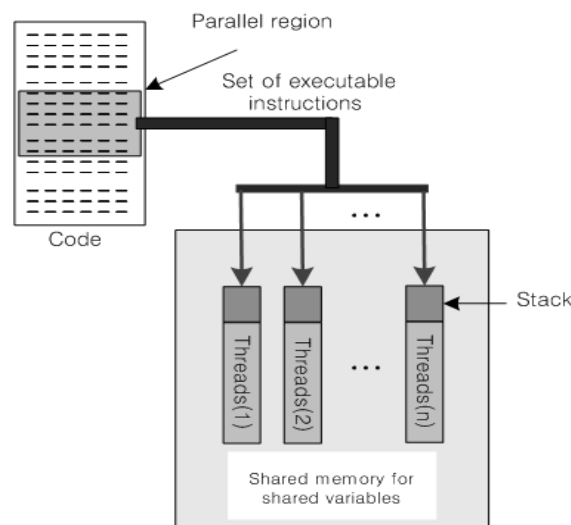 Parallel region
Set of executable
instructions
...
Code
Stack
Threads(1)
Threads(2)
...
Threads(n)
Shared memory for
shared variables